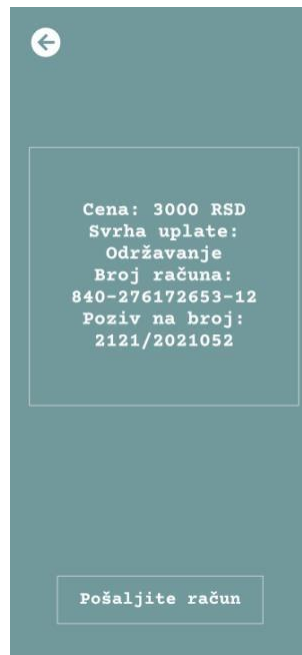 Cena: 3000 RSD
Svrha uplate:
Održavanje
Broj računa:
840-276172653-12
Poziv na broj:
2121/2021052
Pošaljite račun